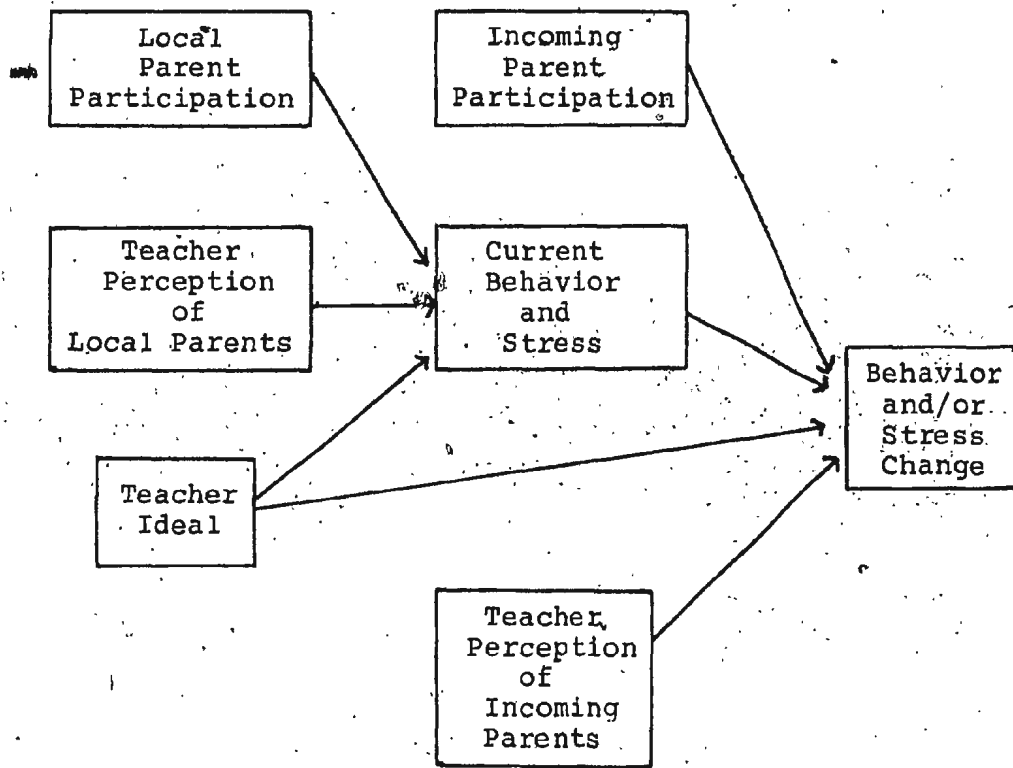 Local
Parent
Participation
Incoming
Parent
Participation
Teacher
Perception
of
Local Parents
Current
Behavior
and
Stress
Behavior
and/or
Stress
Change
Teacher
Ideal
Teacher
Perception
of
Incoming
Parents